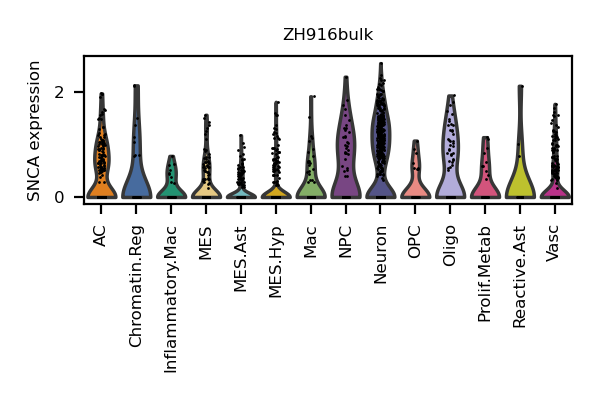 ZH916bulk
SNCA expression
2
0
AC
Chromatin.Reg
Inflammatory.Mac
MES
MES.Ast
MES.Hyp
Mac
NPC
Neuron
OPC
Oligo
Prolif.Metab
Reactive.Ast
Vasc